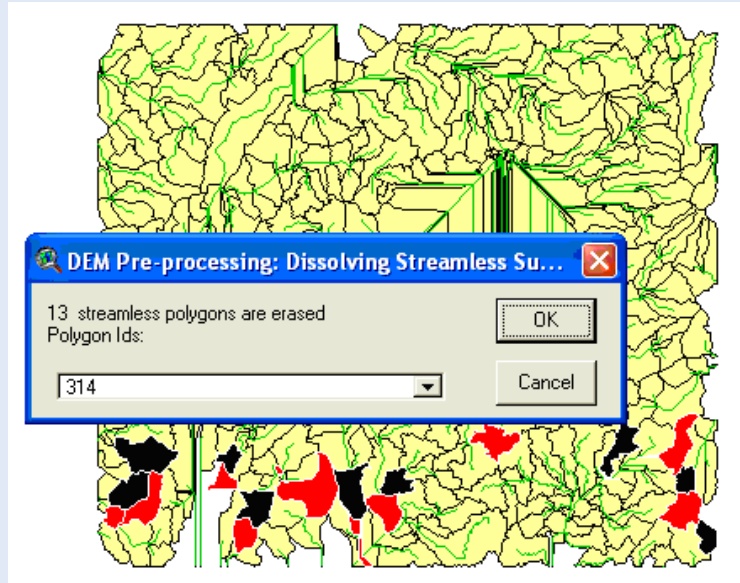 DEM Pre-processing: Dissolving Streamless Su...
13 streamless polygons are erased
Polygon Ids:
314
OK
Cancel